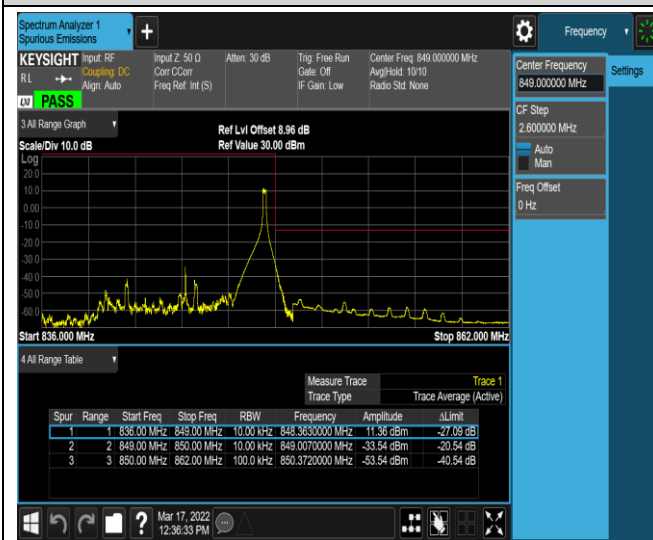 Spectrum Analyzer 1
Spurious Emissions
Frequency
KEYSIGHT
RL
LXI PASS
Input: RF
Coupling: DC
Align: Auto
Input Z: 50 Ω
Corr CCorr
Freq Ref: Int (S)
Atten: 30 dB
Trig: Free Run
Gate: Off
IF Gain: Low
Center Freq: 849.000000 MHz
Avg|Hold: 10/10
Radio Std: None
Center Frequency
849.000000 MHz
Settings
CF Step
2.600000 MHz
Auto
Man
Freq Offset
0 Hz
3 All Range Graph
Scale/Div 10.0 dB
Ref Lvl Offset 8.96 dB
Ref Value 30.00 dBm
Log
20.0
10.0
0.00
-10.0
-20.0
-30.0
-40.0
-50.0
-60.0
Start 836.000 MHz
Stop 862.000 MHz
4 All Range Table
Measure Trace Trace 1
Trace Type Trace Average (Active)
Spur Range Start Freq Stop Freq RBW Frequency Amplitude ΔLimit
1 1 836.00 MHz 849.00 MHz 10.00 kHz 848.3630000 MHz 11.36 dBm -27.09 dB
2 2 849.00 MHz 850.00 MHz 10.00 kHz 849.0070000 MHz -33.54 dBm -20.54 dB
3 3 850.00 MHz 862.00 MHz 100.0 kHz 850.3720000 MHz -53.54 dBm -40.54 dB
?
Mar 17, 2022
12:36:33 PM